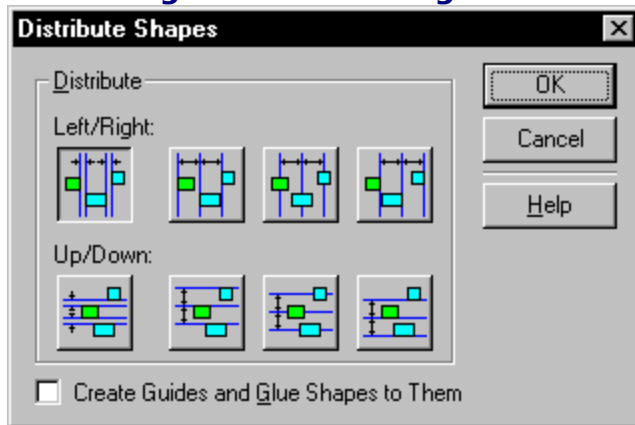 Distribute Shapes
Distribute
OK
Left/Right:
Cancel
Help
Up/Down:
Create Guides and Glue Shapes to Them